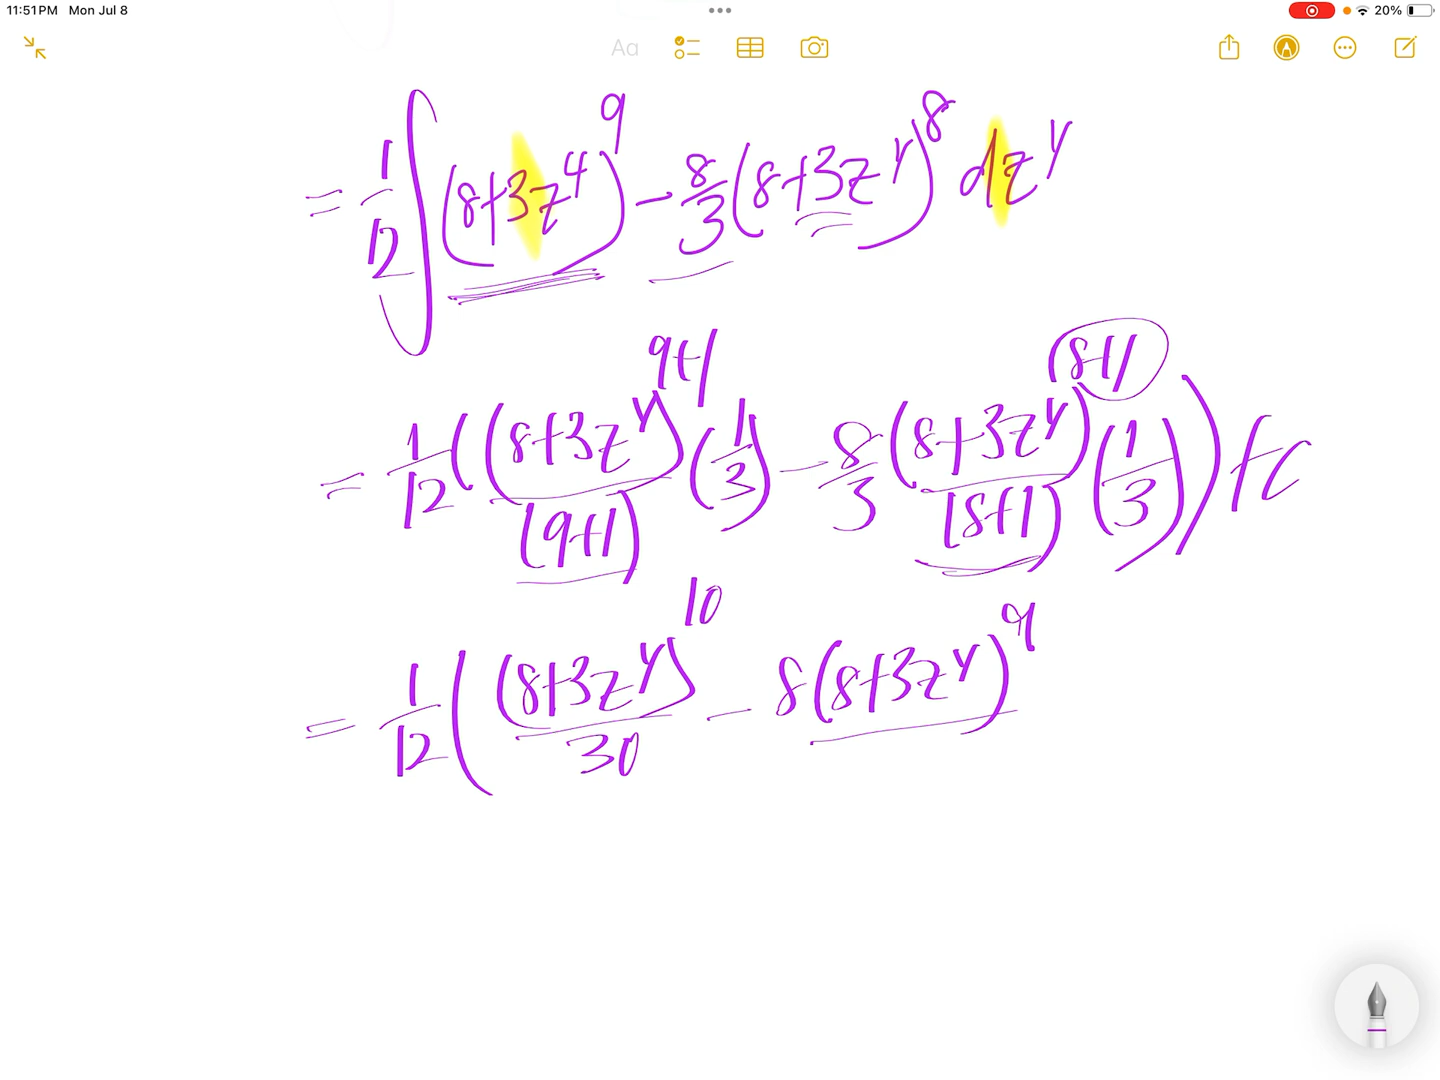 11:51 PM Mon Jul 8 20%
Aa
= 1/12 ∫ (8+3z⁴)⁹ - 8/3 (8+3z⁴)⁸ dz⁴
= 1/12 ( (8+3z⁴)⁹⁺¹/(9+1) (1/3) - 8/3 (8+3z⁴)⁽⁸⁺¹⁾/(8+1) (1/3) ) + c
= 1/12 ( (8+3z⁴)¹⁰/30 - 8(8+3z⁴)⁹